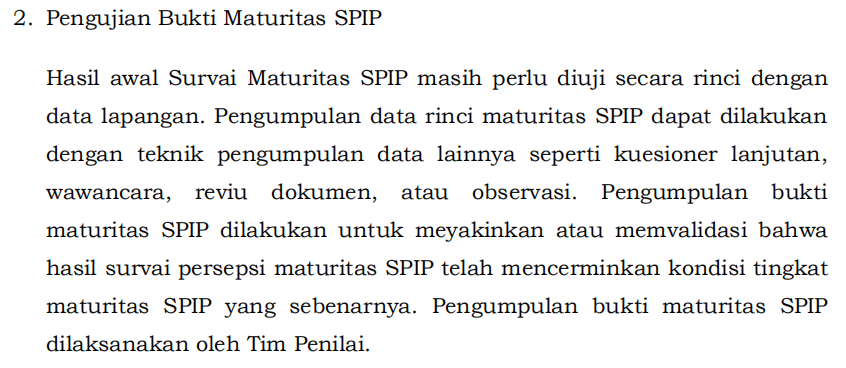 2. Pengujian Bukti Maturitas SPIP
Hasil awal Survai Maturitas SPIP masih perlu diuji secara rinci dengan
data lapangan. Pengumpulan data rinci maturitas SPIP dapat dilakukan
dengan teknik pengumpulan data lainnya seperti kuesioner lanjutan,
wawancara, reviu dokumen, atau observasi. Pengumpulan bukti
maturitas SPIP dilakukan untuk meyakinkan atau memvalidasi bahwa
hasil survai persepsi maturitas SPIP telah mencerminkan kondisi tingkat
maturitas SPIP yang sebenarnya. Pengumpulan bukti maturitas SPIP
dilaksanakan oleh Tim Penilai.